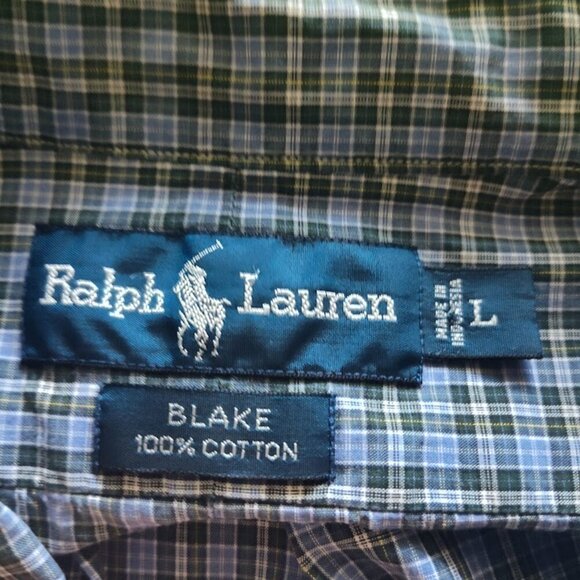 Ralph Lauren
MADE IN
INDONESIA
L
BLAKE
100% COTTON